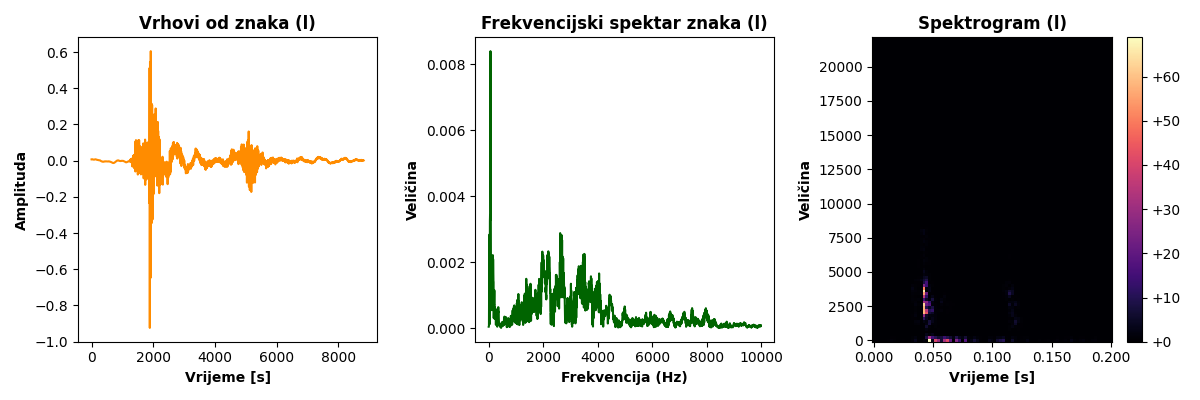 Vrhovi od znaka (l)
Amplituda
0.6
0.4
0.2
0.0
−0.2
−0.4
−0.6
−0.8
−1.0
0 2000 4000 6000 8000
Vrijeme [s]
Frekvencijski spektar znaka (l)
Veličina
0.008
0.006
0.004
0.002
0.000
0 2000 4000 6000 8000 10000
Frekvencija (Hz)
Spektrogram (l)
Veličina
20000
17500
15000
12500
10000
7500
5000
2500
0
0.000 0.050 0.100 0.150 0.200
Vrijeme [s]
+60
+50
+40
+30
+20
+10
+0